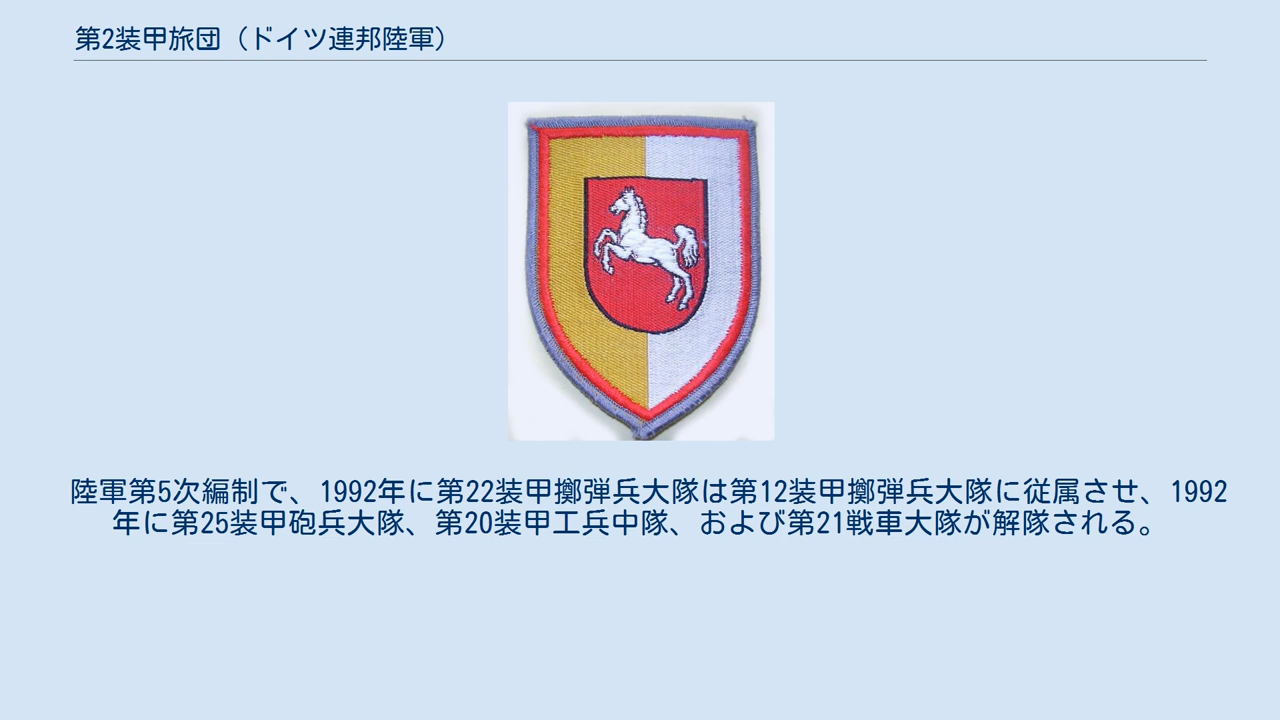 第2装甲旅団（ドイツ連邦陸軍）
陸軍第5次編制で、1992年に第22装甲擲弾兵大隊は第12装甲擲弾兵大隊に従属させ、1992
年に第25装甲砲兵大隊、第20装甲工兵中隊、および第21戦車大隊が解隊される。